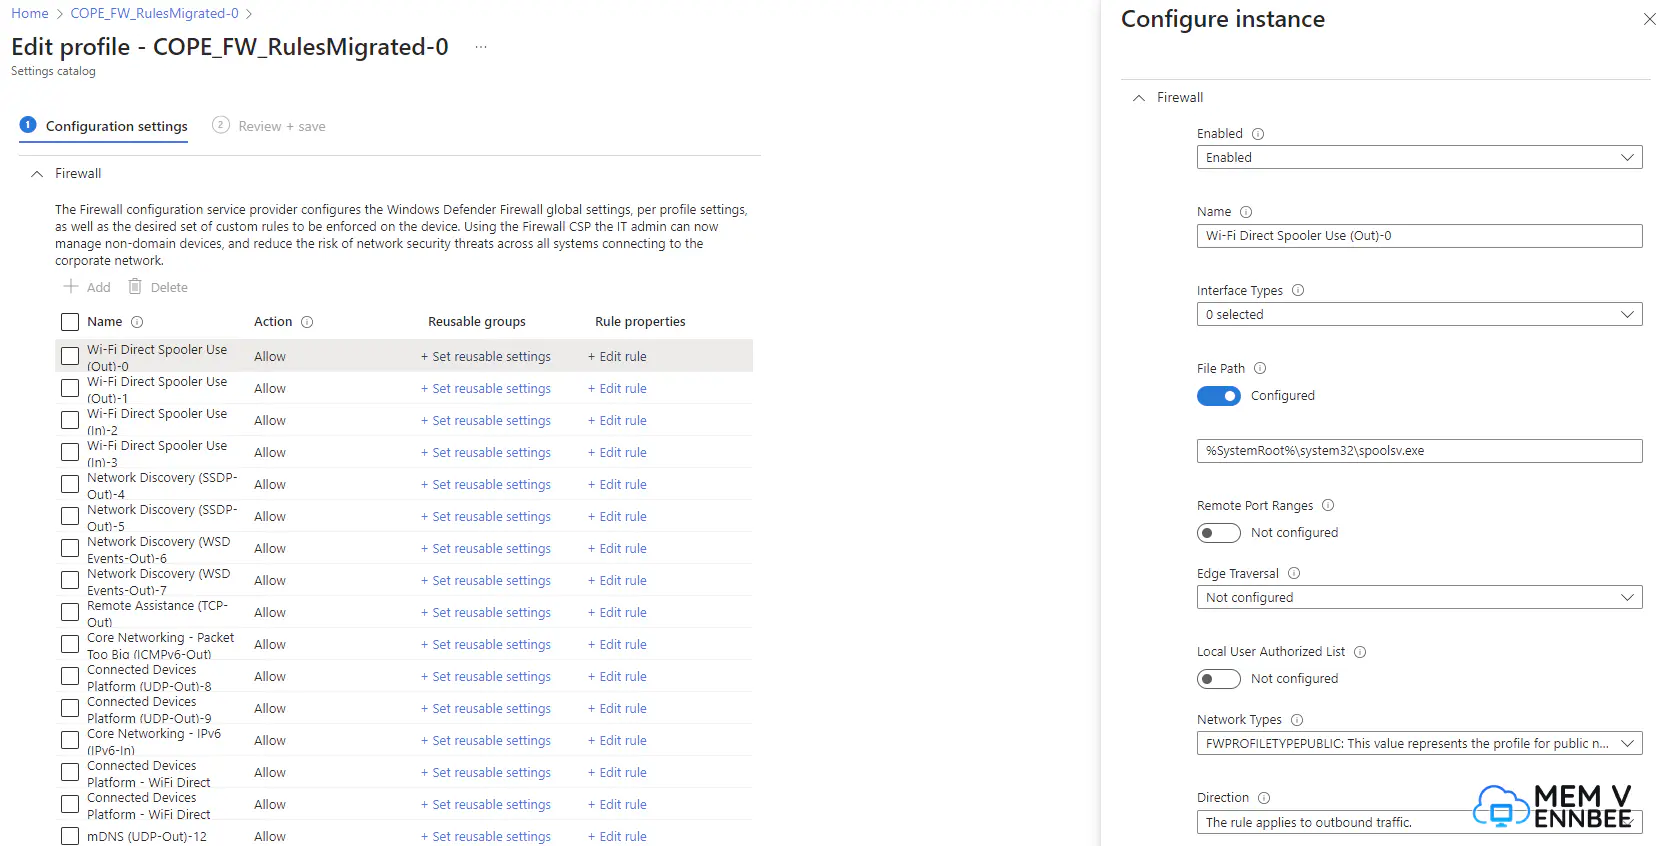 Home > COPE_FW_RulesMigrated-0 >
Edit profile - COPE_FW_RulesMigrated-0 ...
Settings catalog
1 Configuration settings 2 Review + save
Firewall
The Firewall configuration service provider configures the Windows Defender Firewall global settings, per profile settings,
as well as the desired set of custom rules to be enforced on the device. Using the Firewall CSP the IT admin can now
manage non-domain devices, and reduce the risk of network security threats across all systems connecting to the
corporate network.
+ Add Delete
Name Action Reusable groups Rule properties
Wi-Fi Direct Spooler Use
(Out)-0 Allow + Set reusable settings + Edit rule
Wi-Fi Direct Spooler Use
(Out)-1 Allow + Set reusable settings + Edit rule
Wi-Fi Direct Spooler Use
(In)-2 Allow + Set reusable settings + Edit rule
Wi-Fi Direct Spooler Use
(In)-3 Allow + Set reusable settings + Edit rule
Network Discovery (SSDP-
Out)-4 Allow + Set reusable settings + Edit rule
Network Discovery (SSDP-
Out)-5 Allow + Set reusable settings + Edit rule
Network Discovery (WSD
Events-Out)-6 Allow + Set reusable settings + Edit rule
Network Discovery (WSD
Events-Out)-7 Allow + Set reusable settings + Edit rule
Remote Assistance (TCP-
Out) Allow + Set reusable settings + Edit rule
Core Networking - Packet
Too Big (ICMPv6-Out) Allow + Set reusable settings + Edit rule
Connected Devices
Platform (UDP-Out)-8 Allow + Set reusable settings + Edit rule
Connected Devices
Platform (UDP-Out)-9 Allow + Set reusable settings + Edit rule
Core Networking - IPv6
(IPv6-In) Allow + Set reusable settings + Edit rule
Connected Devices
Platform - WiFi Direct Allow + Set reusable settings + Edit rule
Connected Devices
Platform - WiFi Direct Allow + Set reusable settings + Edit rule
mDNS (UDP-Out)-12 Allow + Set reusable settings + Edit rule
Configure instance
Firewall
Enabled
Enabled
Name
Wi-Fi Direct Spooler Use (Out)-0
Interface Types
0 selected
File Path
Configured
%SystemRoot%\system32\spoolsv.exe
Remote Port Ranges
Not configured
Edge Traversal
Not configured
Local User Authorized List
Not configured
Network Types
FWPROFILETYPEPUBLIC: This value represents the profile for public n...
Direction
The rule applies to outbound traffic.
MEM V
ENNBEE